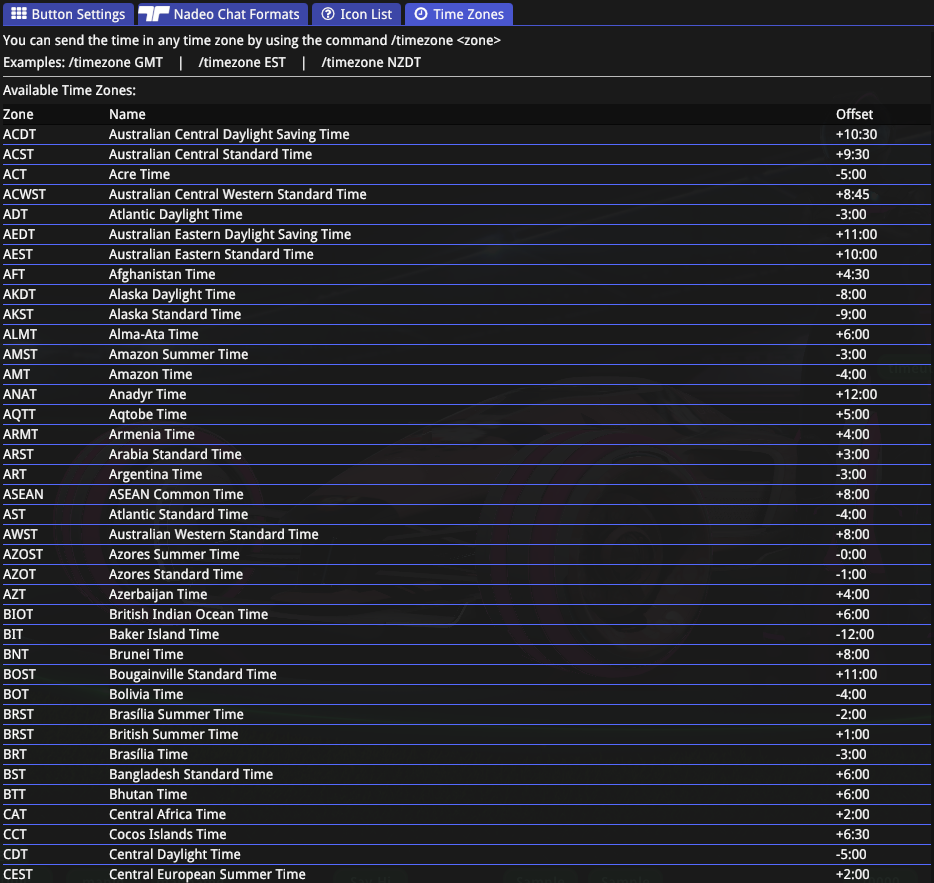 Button Settings Nadeo Chat Formats Icon List Time Zones
You can send the time in any time zone by using the command /timezone <zone>
Examples: /timezone GMT | /timezone EST | /timezone NZDT
Available Time Zones:
Zone Name Offset
ACDT Australian Central Daylight Saving Time +10:30
ACST Australian Central Standard Time +9:30
ACT Acre Time -5:00
ACWST Australian Central Western Standard Time +8:45
ADT Atlantic Daylight Time -3:00
AEDT Australian Eastern Daylight Saving Time +11:00
AEST Australian Eastern Standard Time +10:00
AFT Afghanistan Time +4:30
AKDT Alaska Daylight Time -8:00
AKST Alaska Standard Time -9:00
ALMT Alma-Ata Time +6:00
AMST Amazon Summer Time -3:00
AMT Amazon Time -4:00
ANAT Anadyr Time +12:00
AQTT Aqtobe Time +5:00
ARMT Armenia Time +4:00
ARST Arabia Standard Time +3:00
ART Argentina Time -3:00
ASEAN ASEAN Common Time +8:00
AST Atlantic Standard Time -4:00
AWST Australian Western Standard Time +8:00
AZOST Azores Summer Time -0:00
AZOT Azores Standard Time -1:00
AZT Azerbaijan Time +4:00
BIOT British Indian Ocean Time +6:00
BIT Baker Island Time -12:00
BNT Brunei Time +8:00
BOST Bougainville Standard Time +11:00
BOT Bolivia Time -4:00
BRST Brasília Summer Time -2:00
BRST British Summer Time +1:00
BRT Brasília Time -3:00
BST Bangladesh Standard Time +6:00
BTT Bhutan Time +6:00
CAT Central Africa Time +2:00
CCT Cocos Islands Time +6:30
CDT Central Daylight Time -5:00
CEST Central European Summer Time +2:00